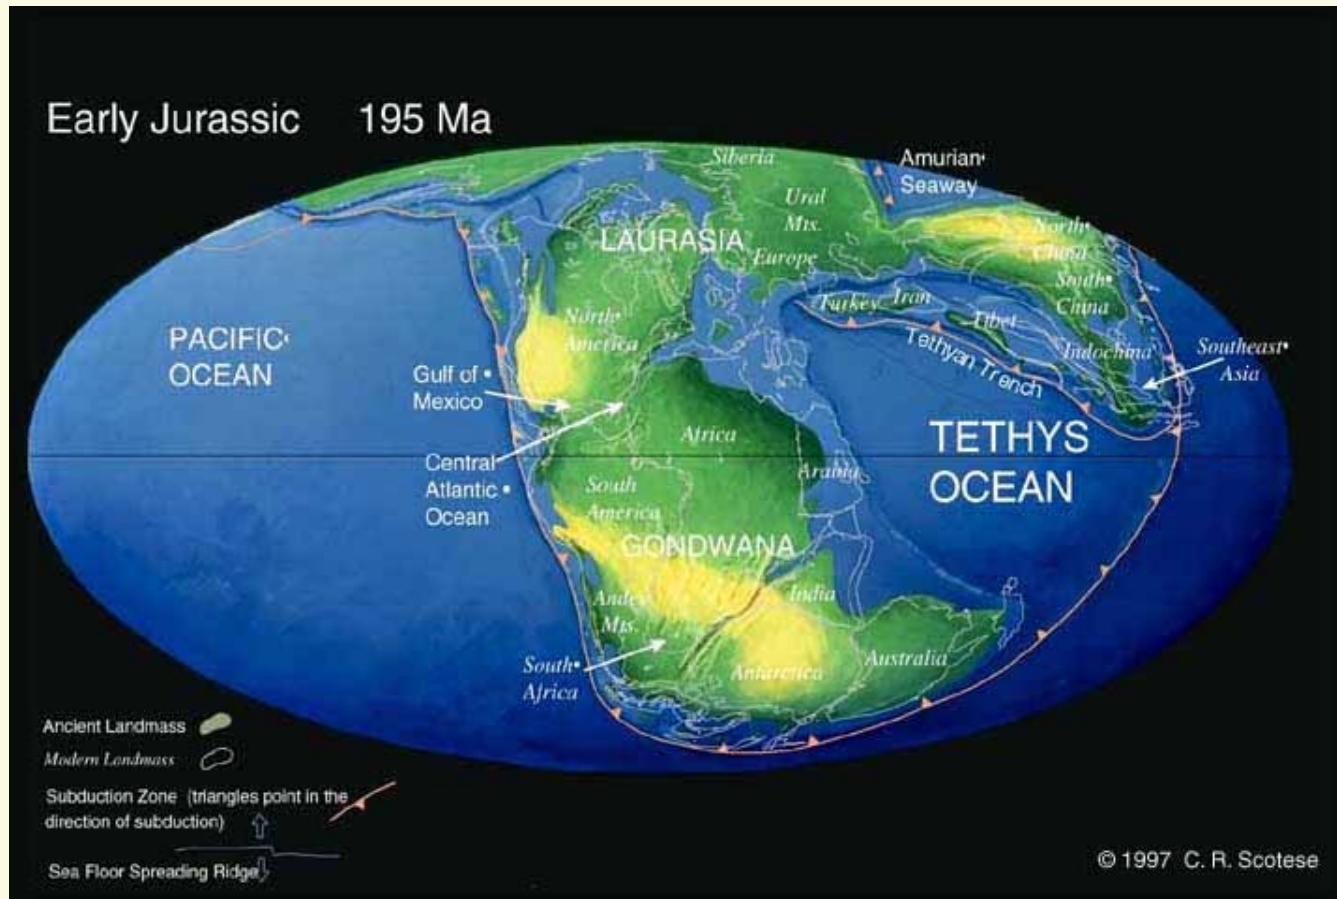 Early Jurassic 195 Ma
Siberia
Amurian
Seaway
Ural
Mts.
LAURASIA
Europe
North
China
South
China
Turkey
Iran
Tibet
Indochina
Tethyan Trench
Southeast
Asia
PACIFIC
OCEAN
North
America
Gulf of
Mexico
Africa
TETHYS
OCEAN
Central
Atlantic
Ocean
Arabia
South
America
GONDWANA
India
Andes
Mts.
South
Africa
Antarctica
Australia
Ancient Landmass
Modern Landmass
Subduction Zone (triangles point in the
direction of subduction)
Sea Floor Spreading Ridge
© 1997 C. R. Scotese